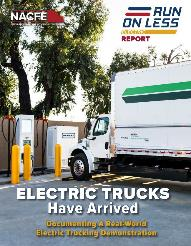 NACFE
RUN
ON LESS
REPORT
ELECTRIC TRUCKS
Have Arrived
Documenting A Real-World
Electric Trucking Demonstration